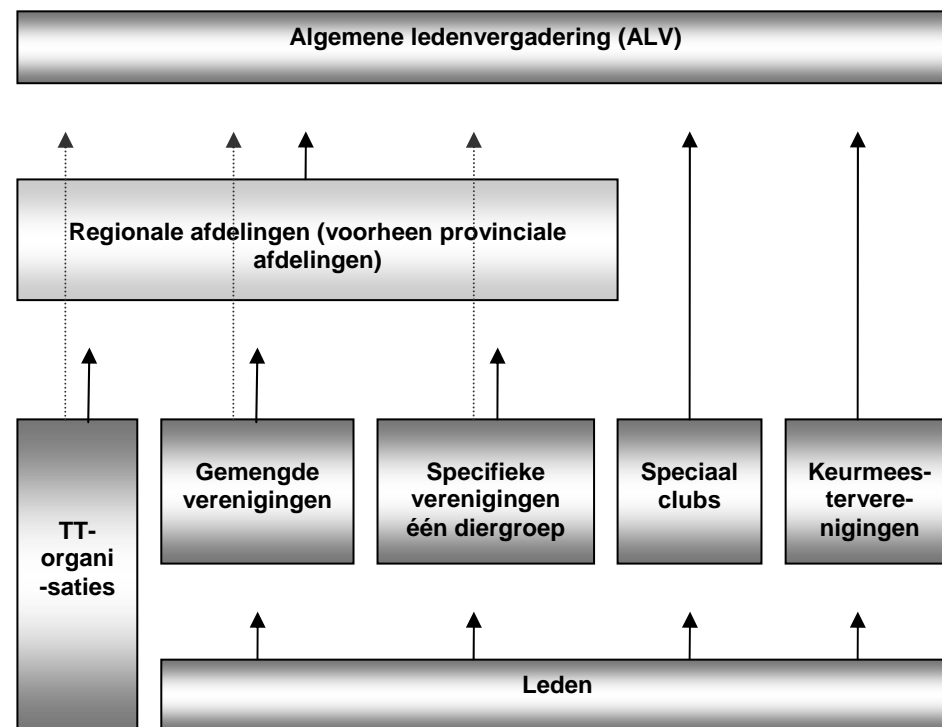 Algemene ledenvergadering (ALV)
Regionale afdelingen (voorheen provinciale
afdelingen)
Gemengde
verenigingen
Specifieke
verenigingen
één diergroep
Speciaal
clubs
Keurmees-
tervere-
nigingen
TT-
organi
-saties
Leden